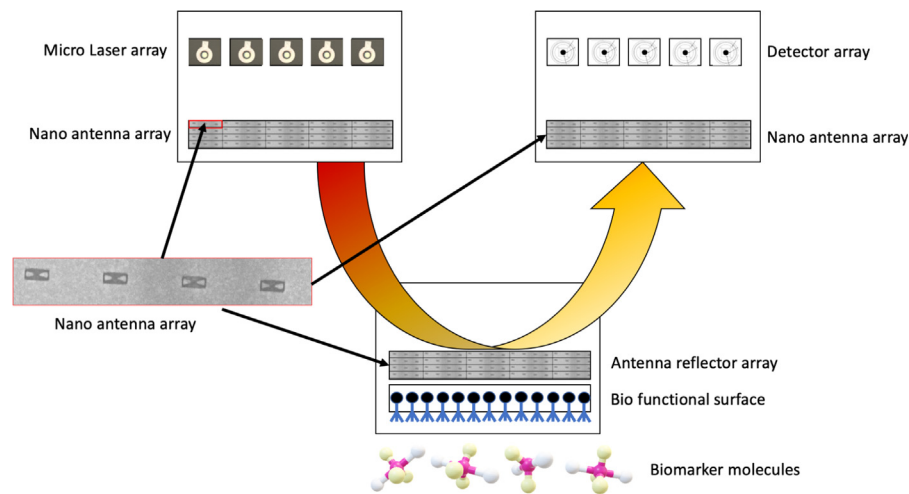 Micro Laser array
Detector array
Nano antenna array
Nano antenna array
Nano antenna array
Antenna reflector array
Bio functional surface
Biomarker molecules